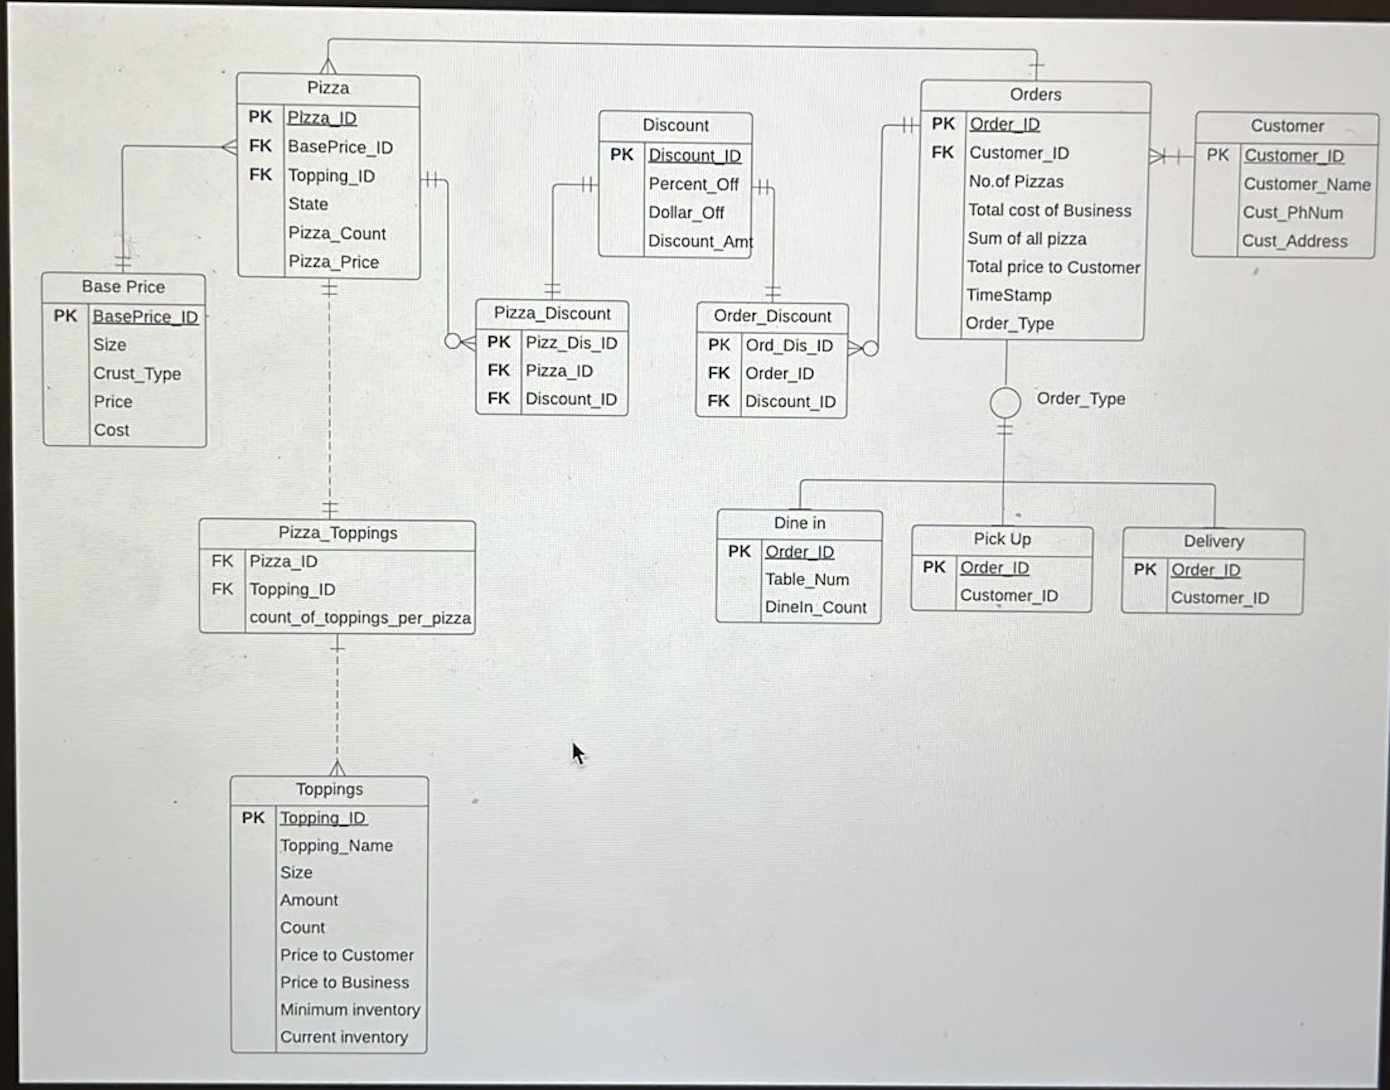 Pizza
PK PIzza_ID
FK BasePrice_ID
FK Topping_ID
State
Pizza_Count
Pizza_Price
Discount
PK Discount_ID
Percent_Off
Dollar_Off
Discount_Amt
Orders
PK Order_ID
FK Customer_ID
No.of Pizzas
Total cost of Business
Sum of all pizza
Total price to Customer
TimeStamp
Order_Type
Customer
PK Customer_ID
Customer_Name
Cust_PhNum
Cust_Address
Base Price
PK BasePrice_ID
Size
Crust_Type
Price
Cost
Pizza_Discount
PK Pizz_Dis_ID
FK Pizza_ID
FK Discount_ID
Order_Discount
PK Ord_Dis_ID
FK Order_ID
FK Discount_ID
Order_Type
Pizza_Toppings
FK Pizza_ID
FK Topping_ID
count_of_toppings_per_pizza
Dine in
PK Order_ID
Table_Num
DineIn_Count
Pick Up
PK Order_ID
Customer_ID
Delivery
PK Order_ID
Customer_ID
Toppings
PK Topping_ID
Topping_Name
Size
Amount
Count
Price to Customer
Price to Business
Minimum inventory
Current inventory